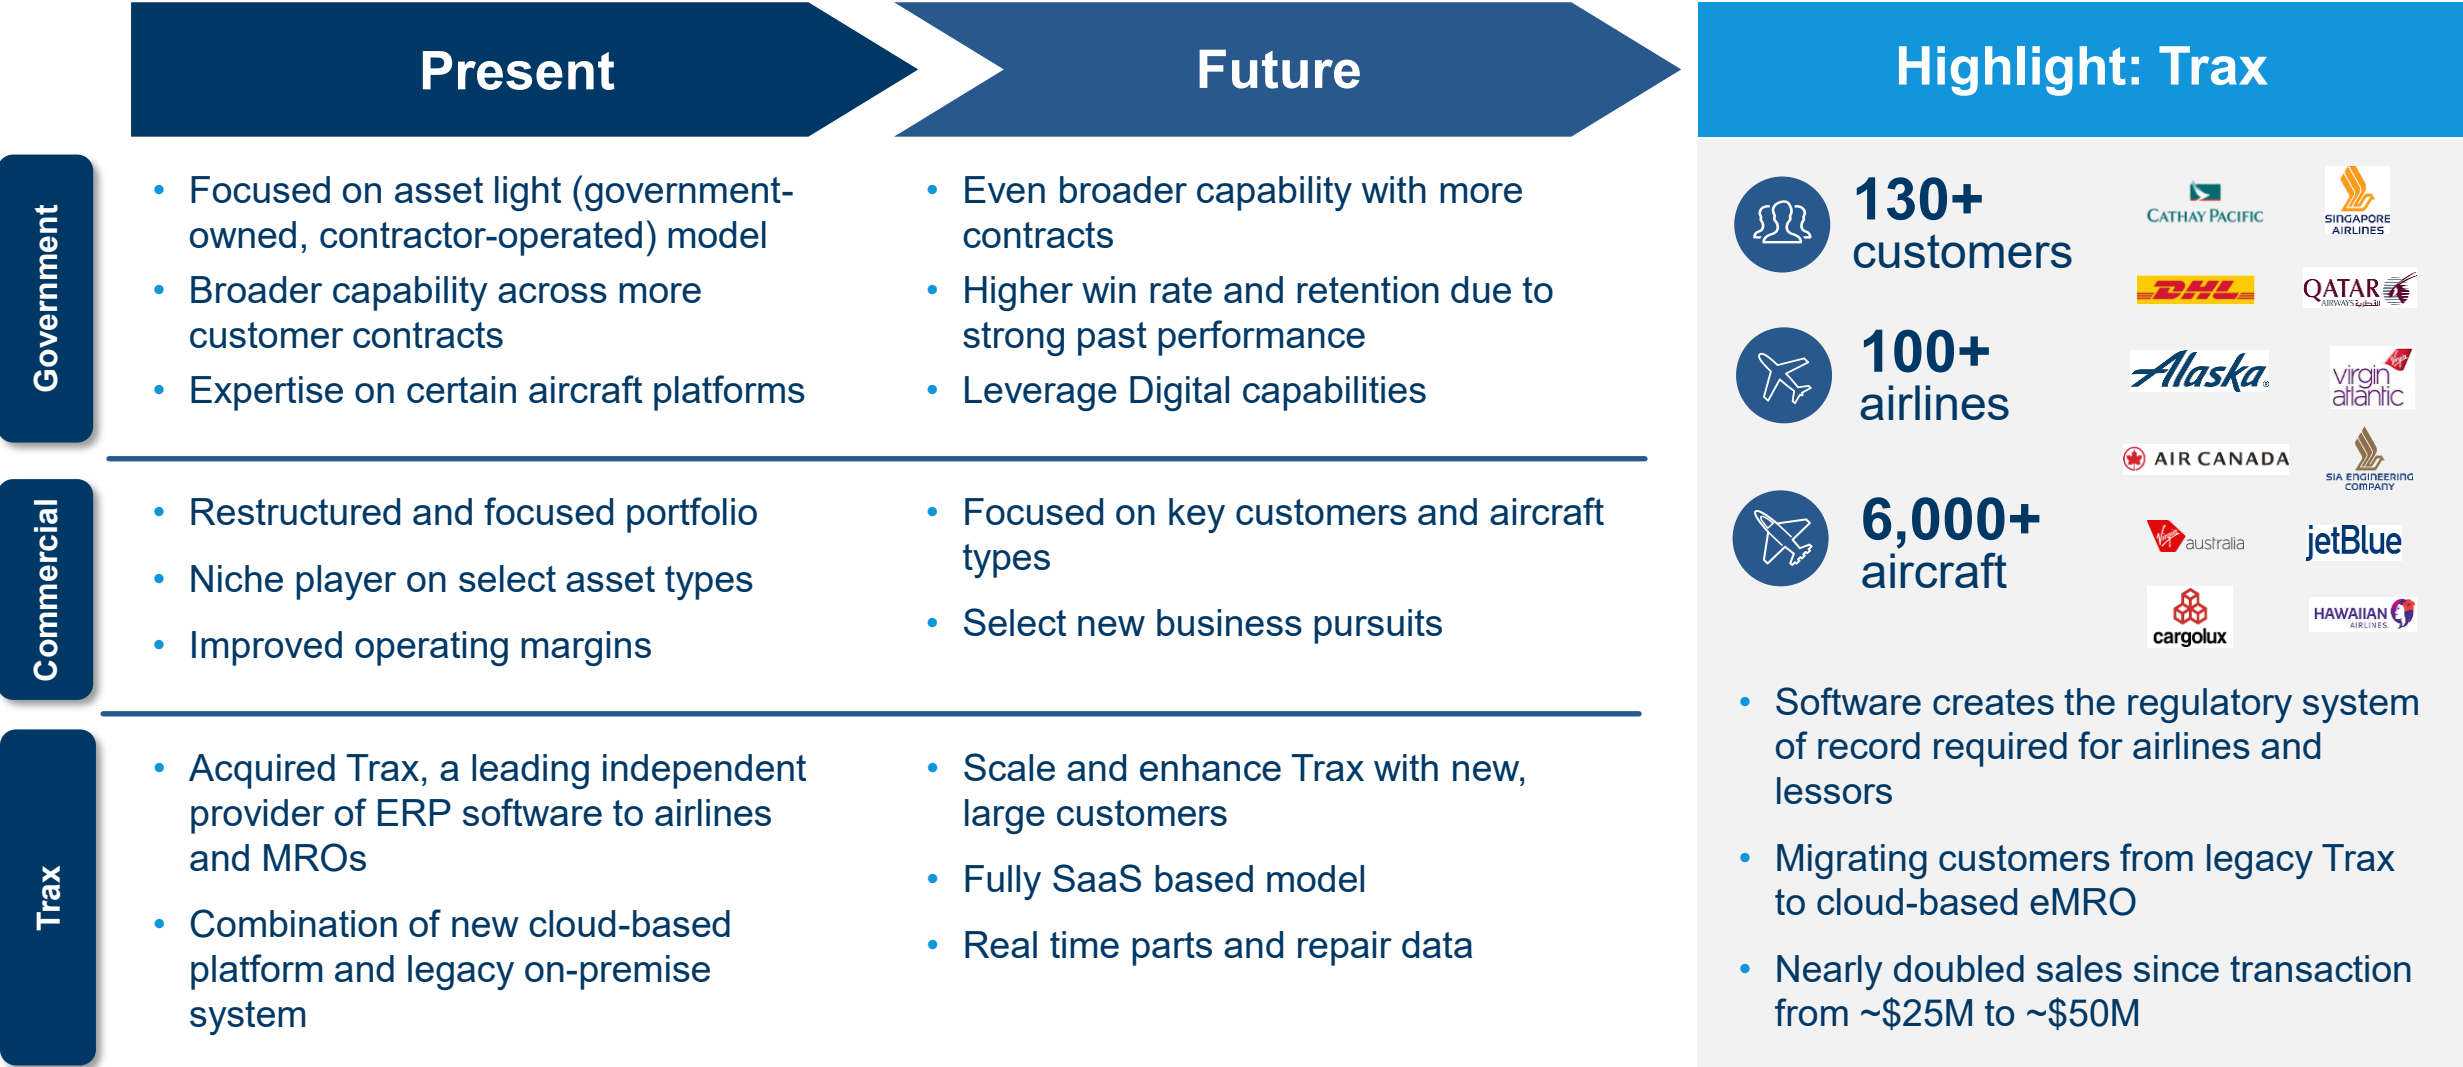 Present
Future
Highlight: Trax
Government
• Focused on asset light (government-
owned, contractor-operated) model
• Broader capability across more
customer contracts
• Expertise on certain aircraft platforms
• Even broader capability with more
contracts
• Higher win rate and retention due to
strong past performance
• Leverage Digital capabilities
Commercial
• Restructured and focused portfolio
• Niche player on select asset types
• Improved operating margins
• Focused on key customers and aircraft
types
• Select new business pursuits
Trax
• Acquired Trax, a leading independent
provider of ERP software to airlines
and MROs
• Combination of new cloud-based
platform and legacy on-premise
system
• Scale and enhance Trax with new,
large customers
• Fully SaaS based model
• Real time parts and repair data
130+
customers
100+
airlines
6,000+
aircraft
CATHAY PACIFIC
SINGAPORE
AIRLINES
DHL
QATAR
AIRWAYS القطرية
Alaska®
virgin
atlantic
AIR CANADA
SIA ENGINEERING
COMPANY
Virgin australia
jetBlue
cargolux
HAWAIIAN
AIRLINES
• Software creates the regulatory system
of record required for airlines and
lessors
• Migrating customers from legacy Trax
to cloud-based eMRO
• Nearly doubled sales since transaction
from ~$25M to ~$50M